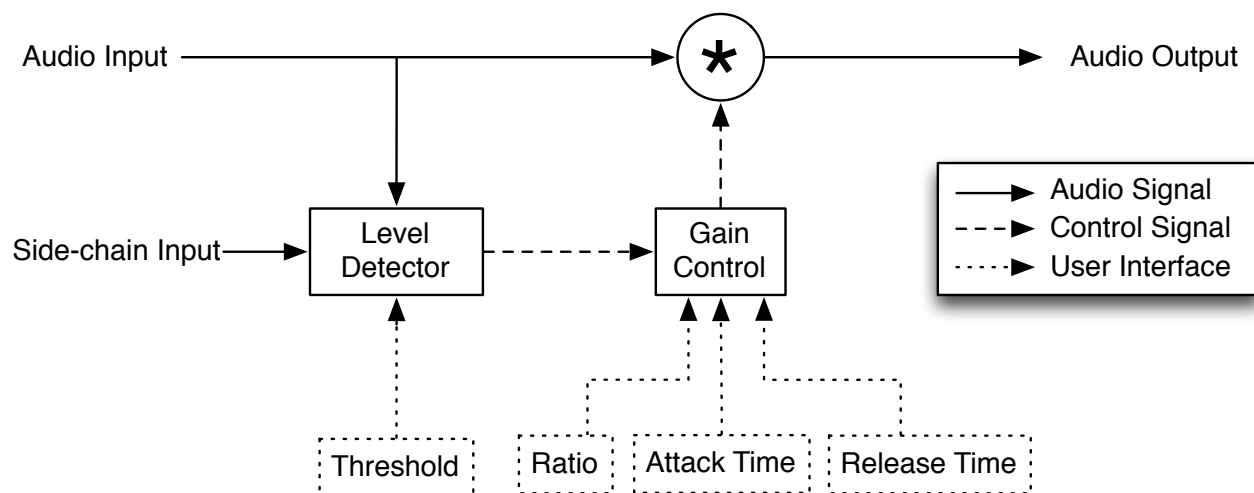 Audio Input
*
Audio Output
Audio Signal
Control Signal
User Interface
Side-chain Input
Level
Detector
Gain
Control
Threshold
Ratio
Attack Time
Release Time